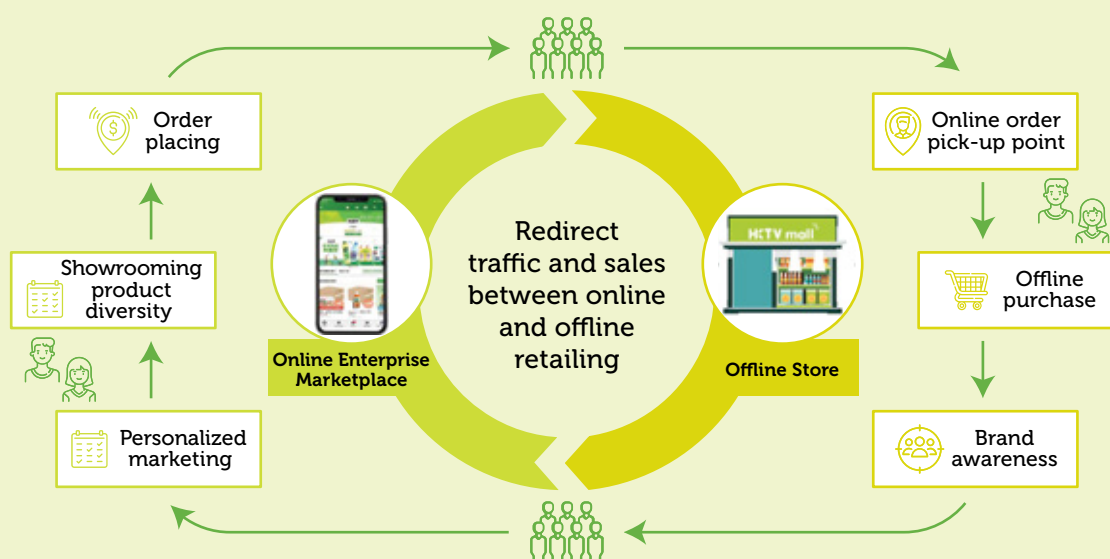 Order
placing
Showrooming
product
diversity
Personalized
marketing
Online Enterprise
Marketplace
Redirect
traffic and sales
between online
and offline
retailing
HKTV mall
Offline Store
Online order
pick-up point
Offline
purchase
Brand
awareness